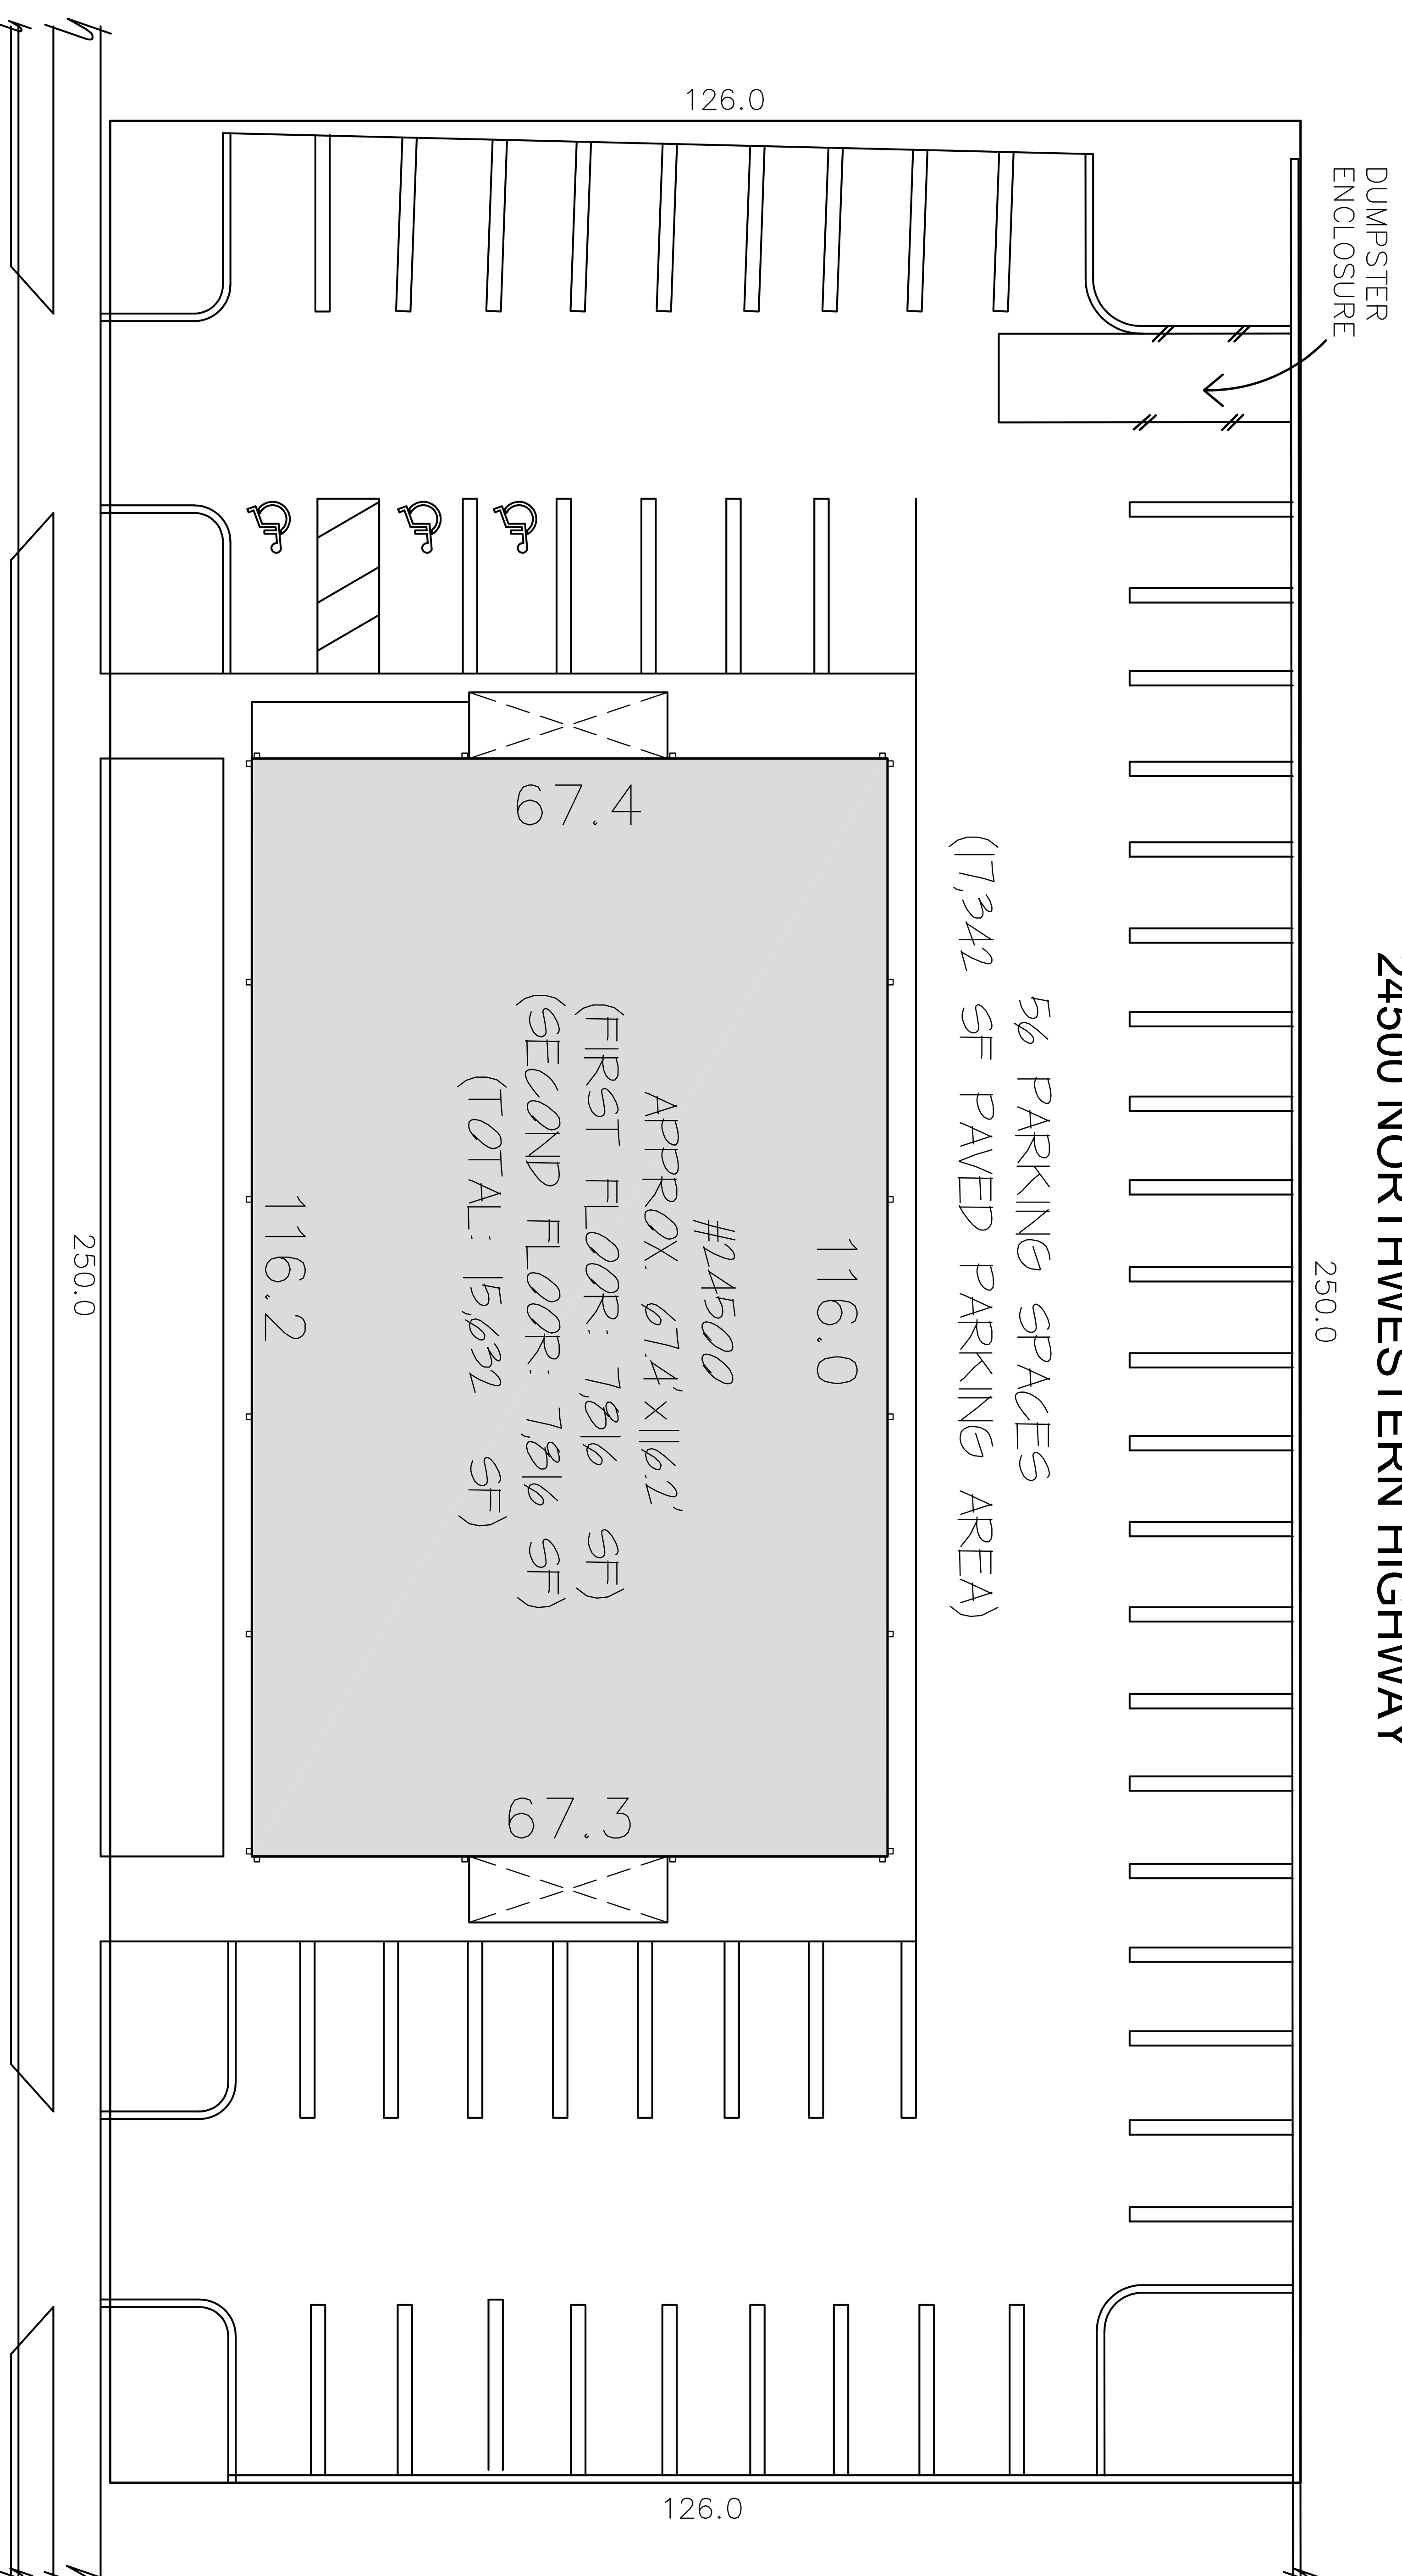 24500 NORTHWESTERN HIGHWAY
DUMPSTER
ENCLOSURE
250.0
126.0
56 PARKING SPACES
(17,342 SF PAVED PARKING AREA)
116.0
#24500
APPROX. 67.4'x116.2'
(FIRST FLOOR: 7,816 SF)
(SECOND FLOOR: 7,816 SF)
(TOTAL: 15,632 SF)
67.4
67.3
116.2
250.0
126.0